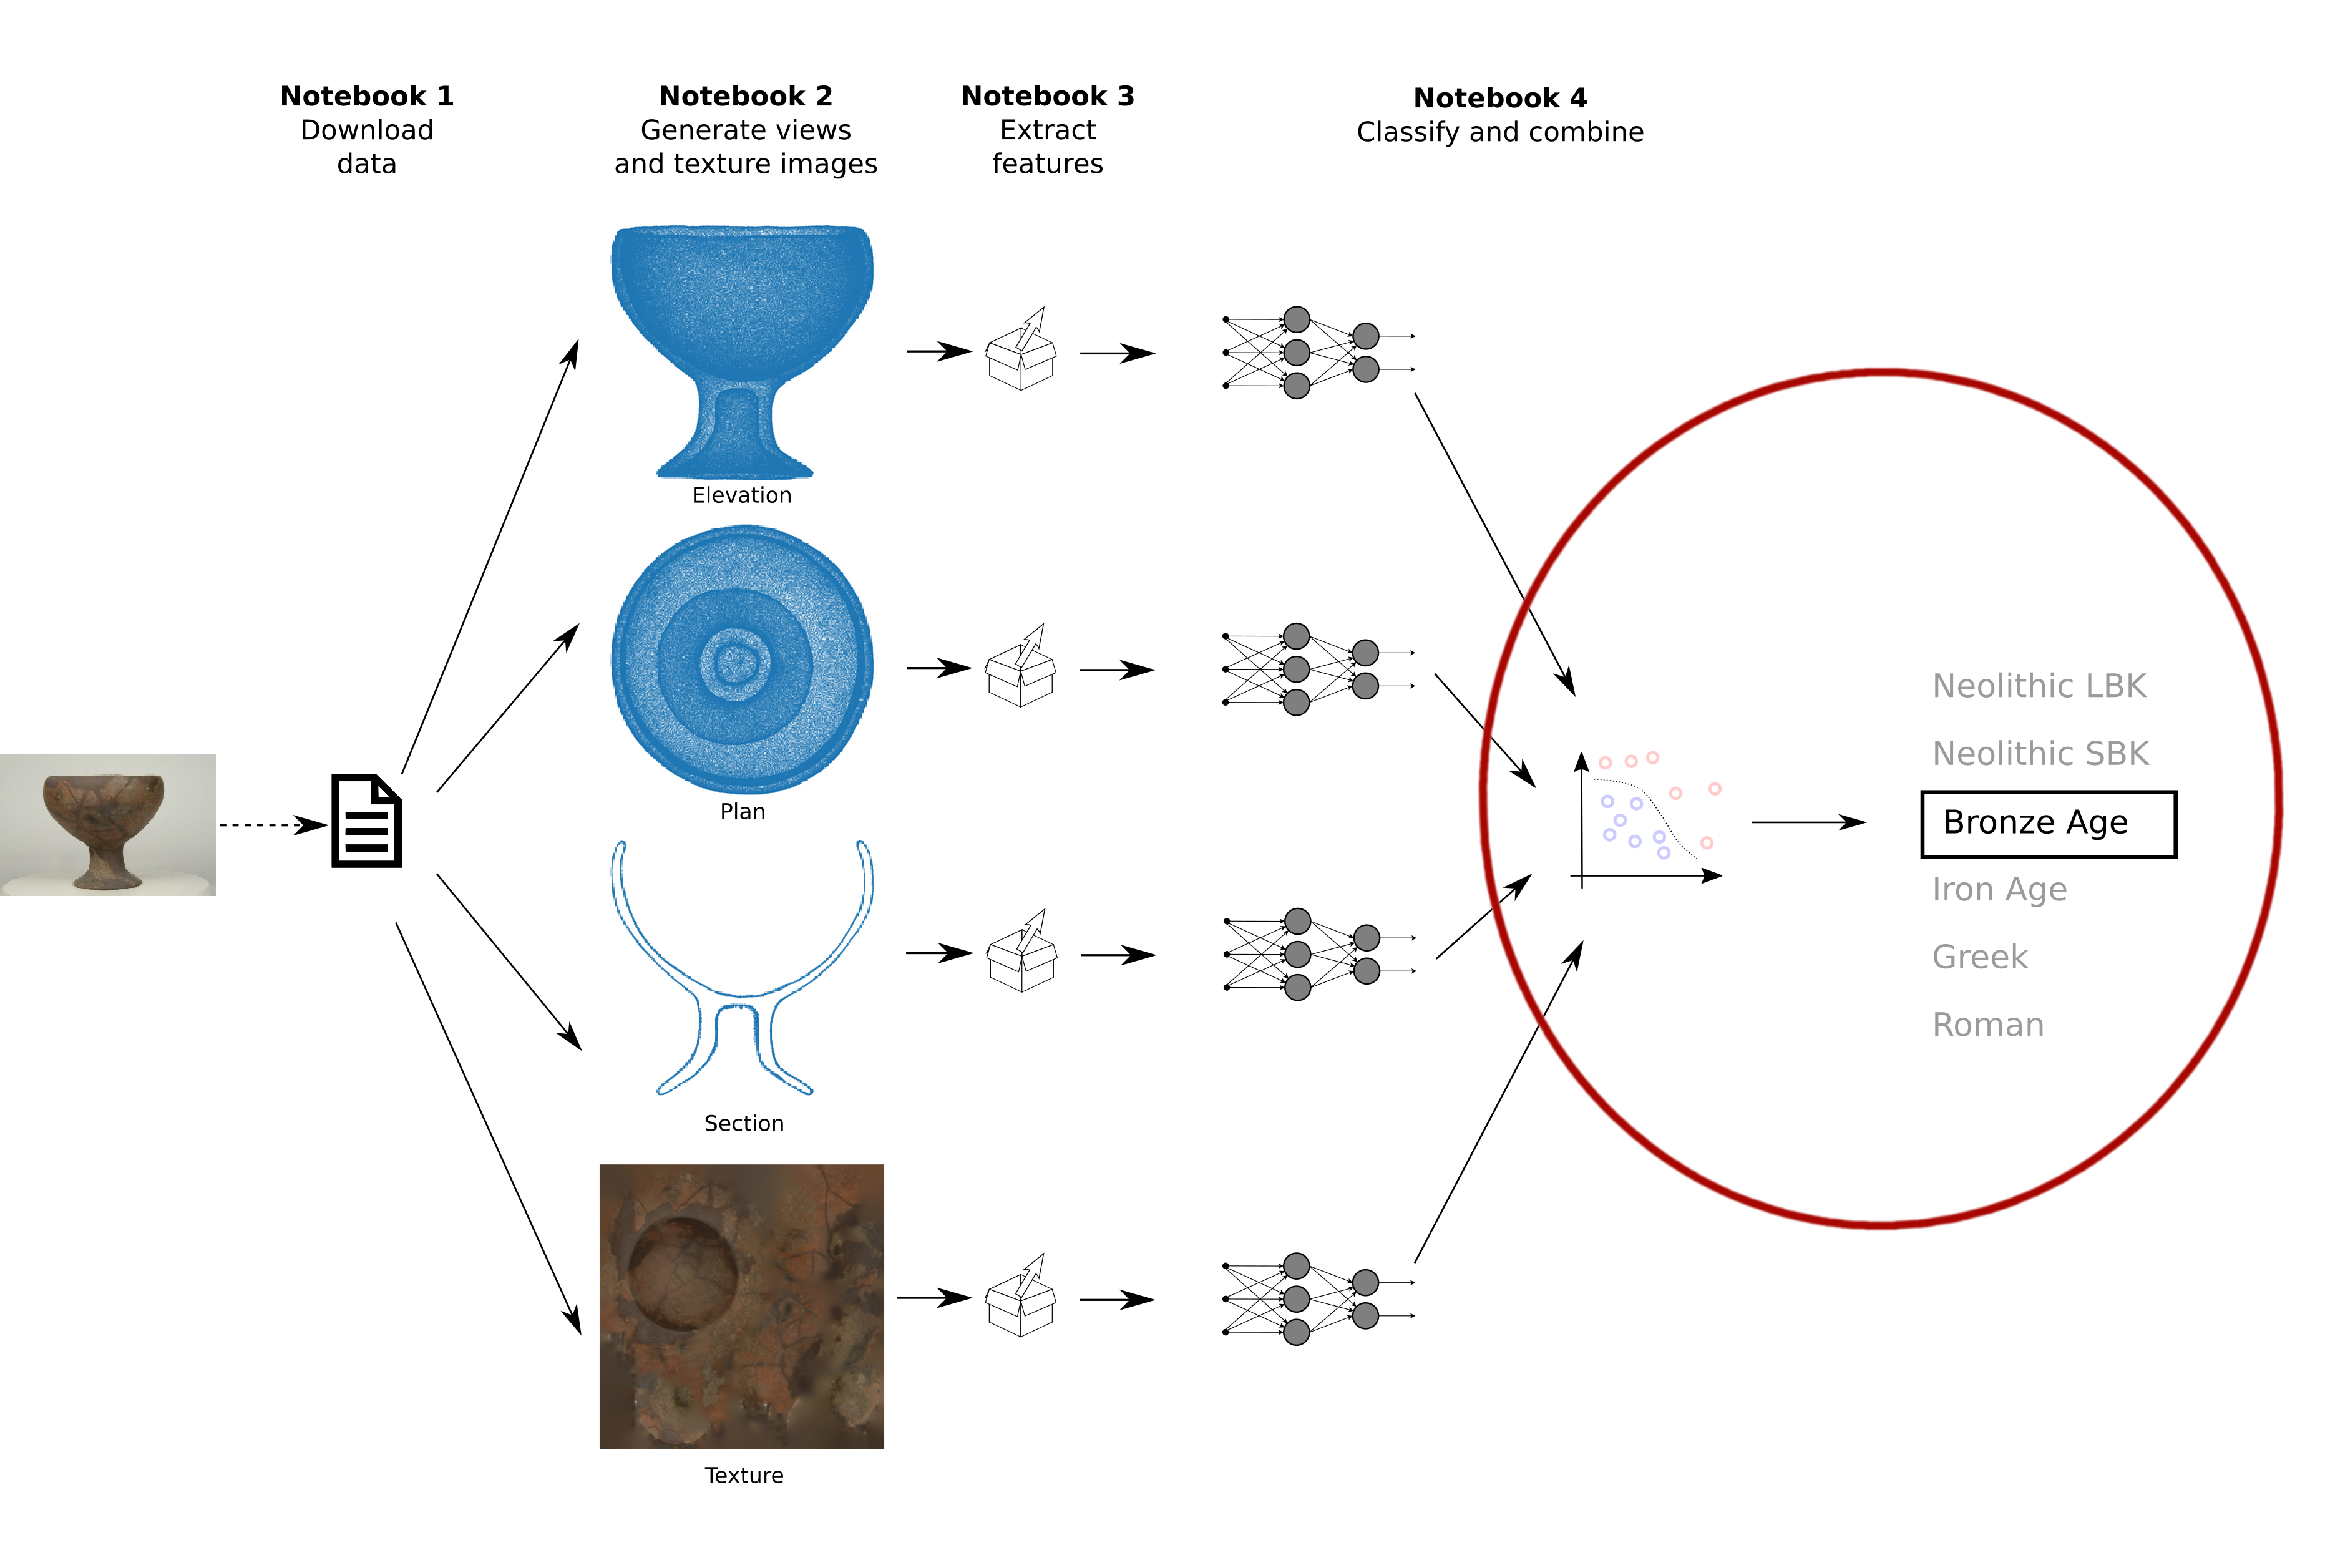 Notebook 1
Download
data
Notebook 2
Generate views
and texture images
Notebook 3
Extract
features
Notebook 4
Classify and combine
Elevation
Plan
Section
Texture
Neolithic LBK
Neolithic SBK
Bronze Age
Iron Age
Greek
Roman